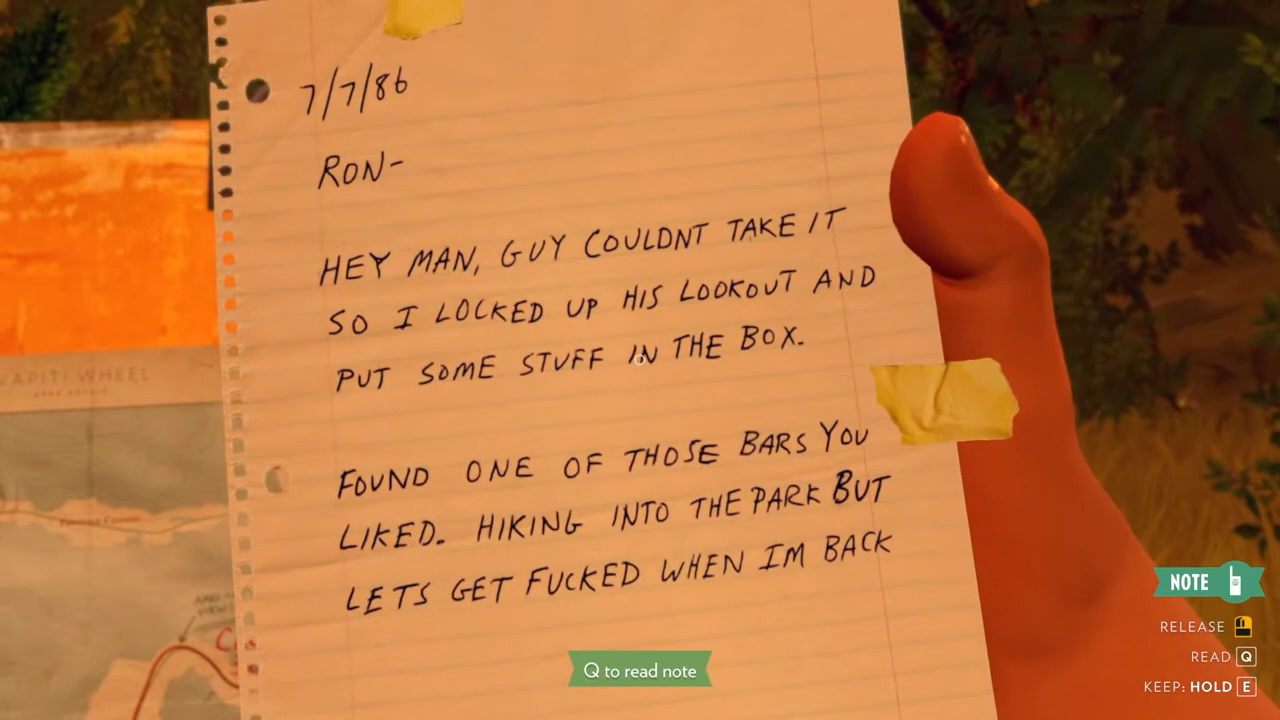 7/7/86
RON-
HEY MAN, GUY COULDNT TAKE IT
SO I LOCKED UP HIS LOOKOUT AND
PUT SOME STUFF IN THE BOX.
FOUND ONE OF THOSE BARS YOU
LIKED. HIKING INTO THE PARK BUT
LETS GET FUCKED WHEN IM BACK
WAPITI WHEEL
NOTE
RELEASE
READ Q
KEEP: HOLD E
Q to read note